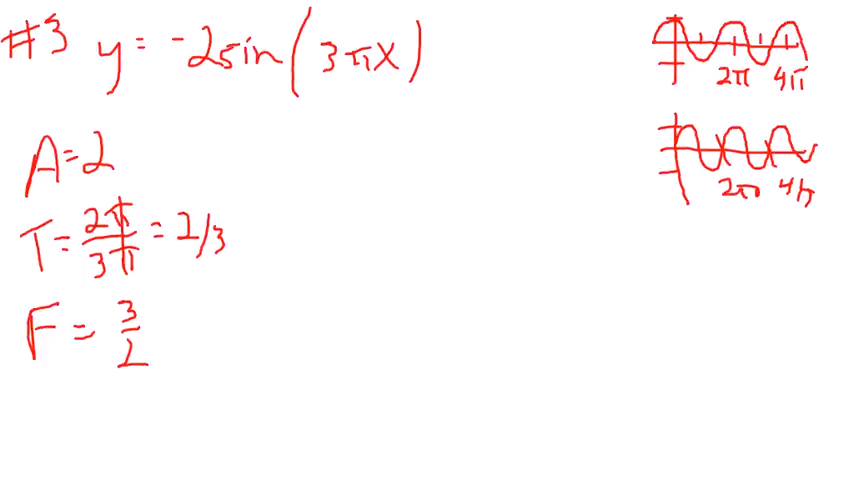 #3 y = -2sin(3πx)
2π 4π
A=2
2π 4π
T = 2π/3π = 2/3
F = 3/2